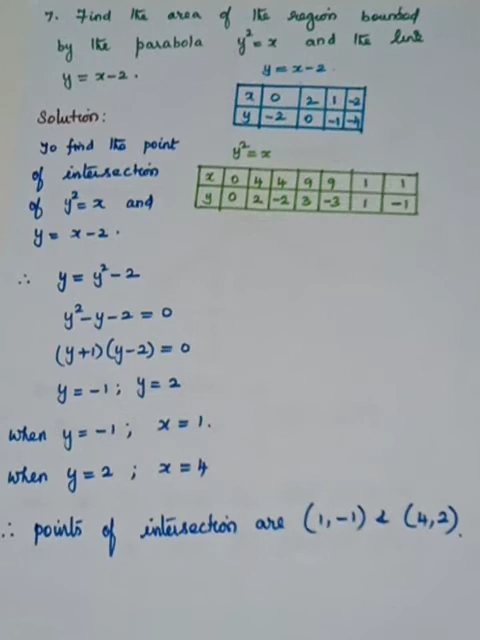 7. Find the area of the region bounded
by the parabola y² = x and the line
y = x-2.
y = x-2
x 0 2 1 -2
y -2 0 -1 -4
Solution:
To find the point
of intersection
of y² = x and
y = x-2.
y² = x
x 0 4 4 9 9 1 1
y 0 2 -2 3 -3 1 -1
∴ y = y² - 2
y² - y - 2 = 0
(y+1)(y-2) = 0
y = -1 ; y = 2
when y = -1 ; x = 1.
when y = 2 ; x = 4
∴ points of intersection are (1,-1) & (4,2).